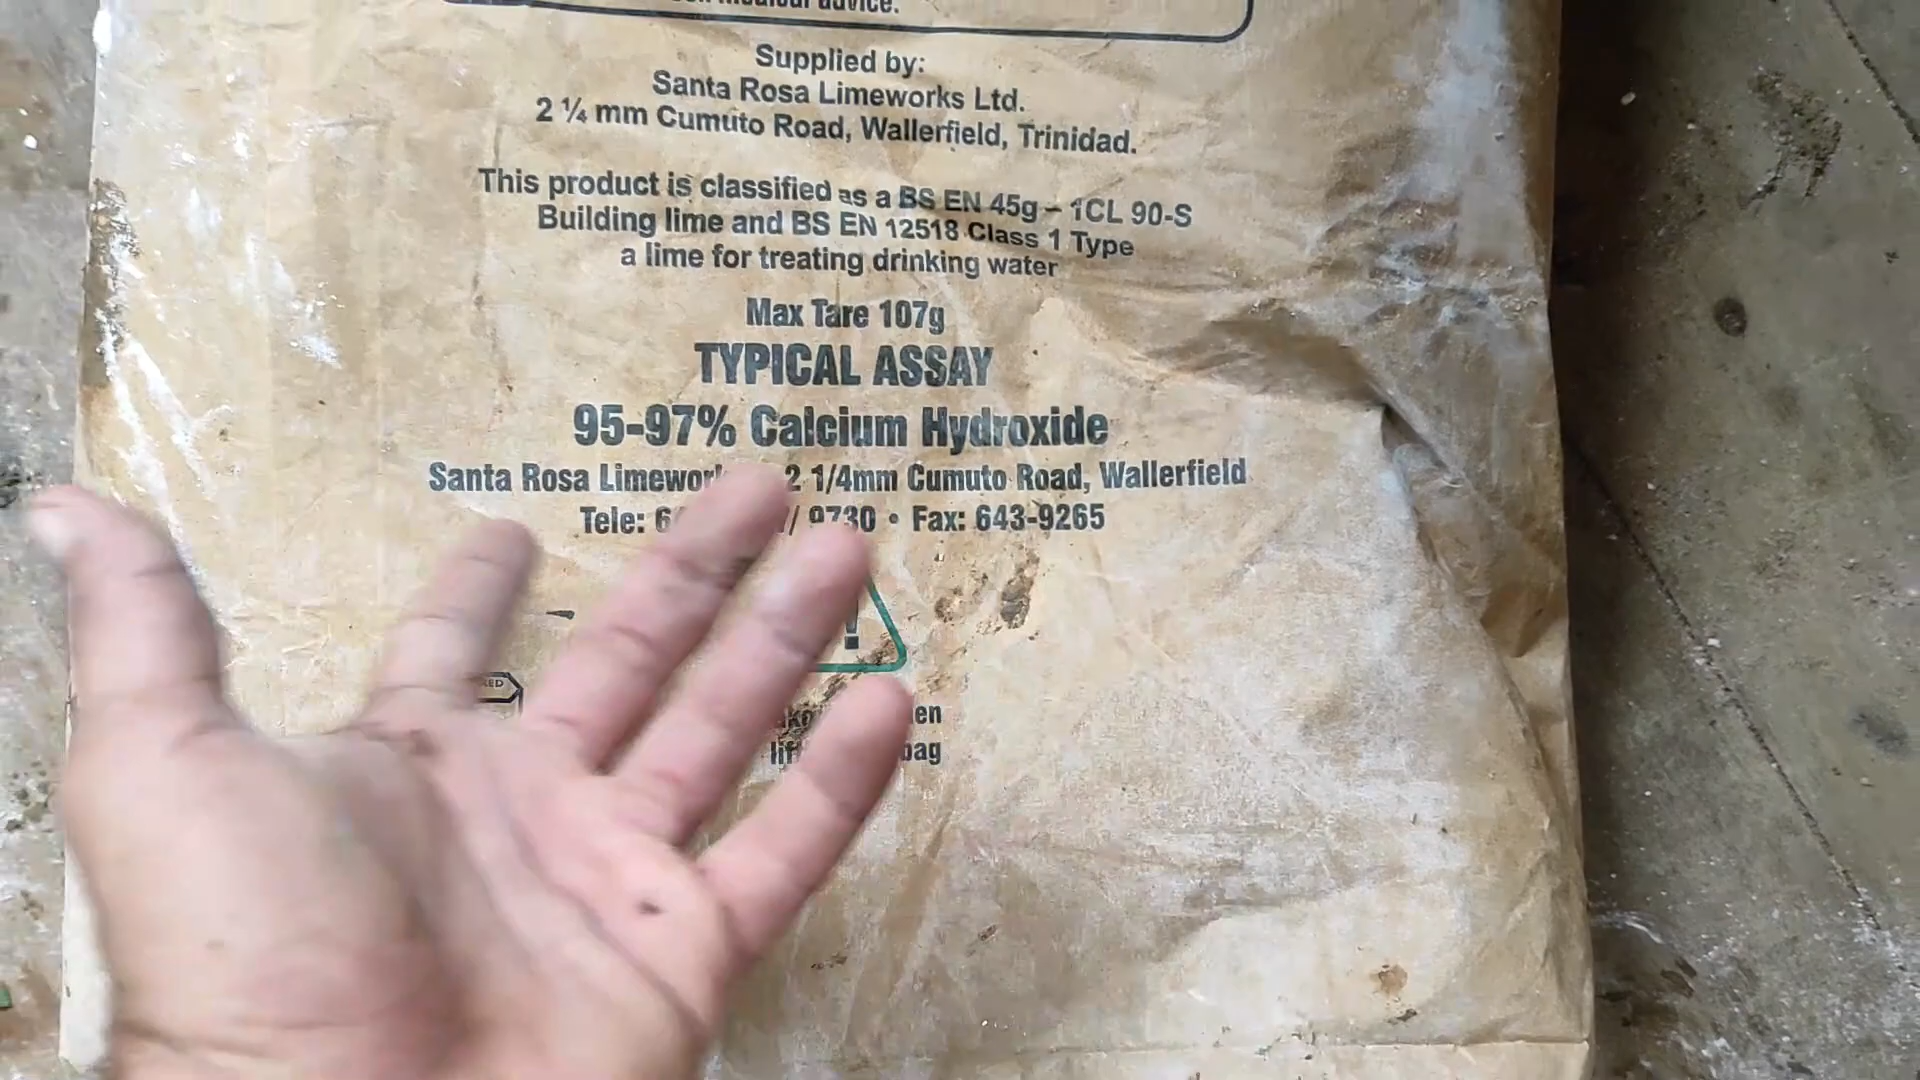 medical advice.
Supplied by:
Santa Rosa Limeworks Ltd.
2 ¼ mm Cumuto Road, Wallerfield, Trinidad.
This product is classified as a BS EN 45g – 1CL 90-S
Building lime and BS EN 12518 Class 1 Type
a lime for treating drinking water
Max Tare 107g
TYPICAL ASSAY
95-97% Calcium Hydroxide
Santa Rosa 2 1/4mm Cumuto Road, Wallerfield
Tele: 9730 • Fax: 643-9265
!
bag